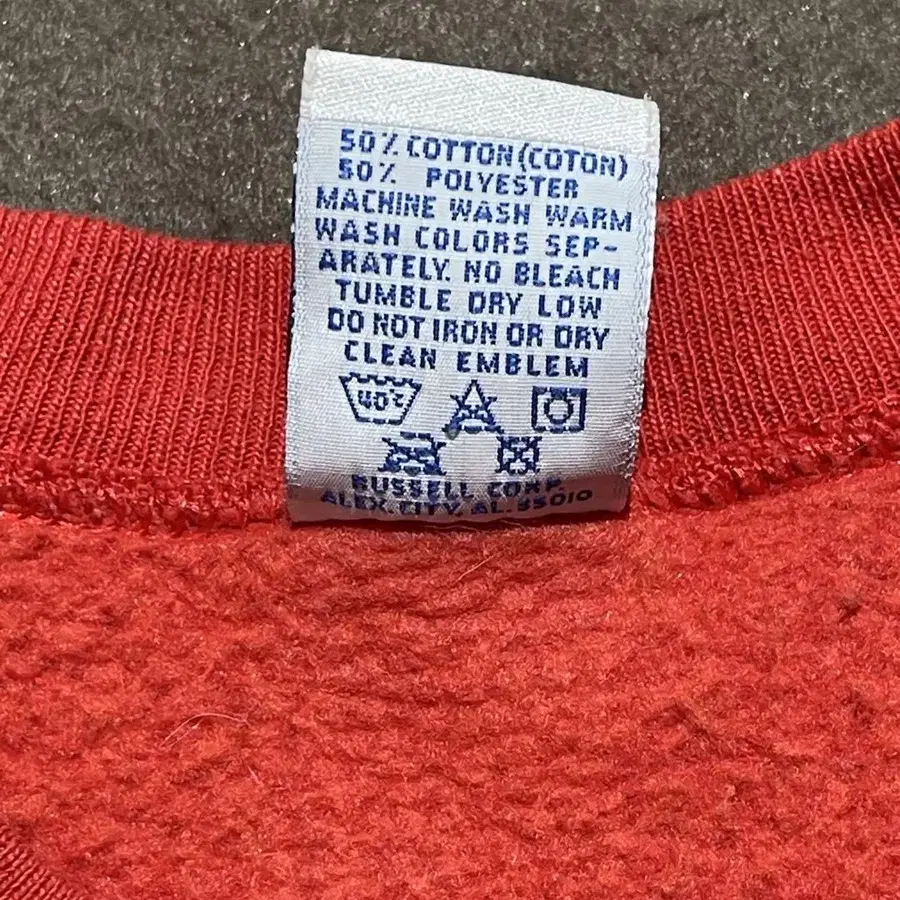 50% COTTON (COTON)
50% POLYESTER
MACHINE WASH WARM
WASH COLORS SEP-
ARATELY. NO BLEACH
TUMBLE DRY LOW
DO NOT IRON OR DRY
CLEAN EMBLEM
40°C
RUSSELL CORP.
ALEX. CITY, AL. 35010